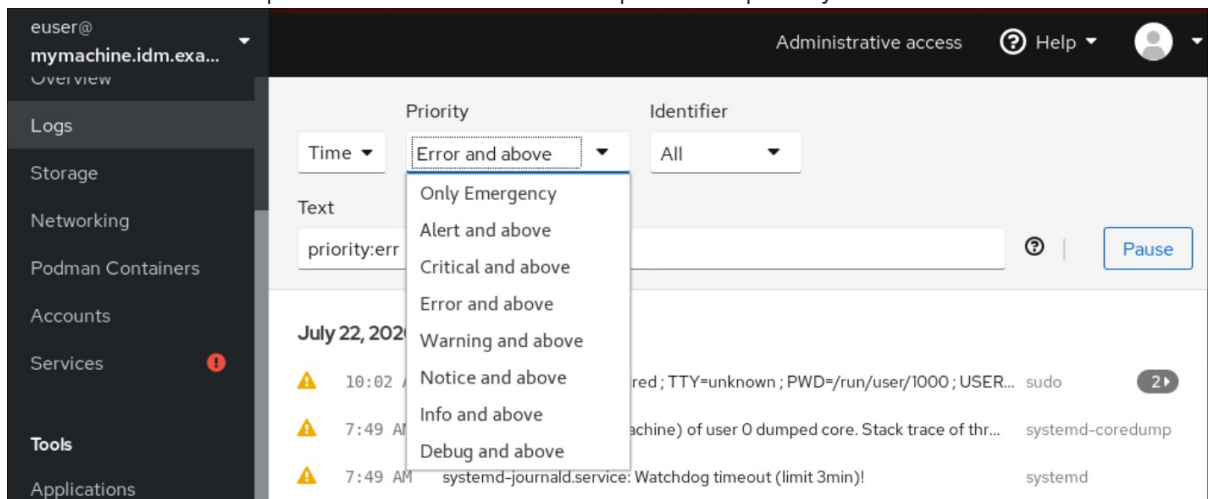 euser@
mymachine.idm.exa...
Administrative access
Help
Overview
Logs
Storage
Networking
Podman Containers
Accounts
Services
Tools
Applications
Priority
Identifier
Time
Error and above
All
Only Emergency
Alert and above
Critical and above
Error and above
Warning and above
Notice and above
Info and above
Debug and above
Text
priority:err
Pause
July 22, 202
10:02
red ; TTY=unknown ; PWD=/run/user/1000 ; USER... sudo 2
7:49 AM
achine) of user 0 dumped core. Stack trace of thr... systemd-coredump
7:49 AM systemd-journald.service: Watchdog timeout (limit 3min)! systemd